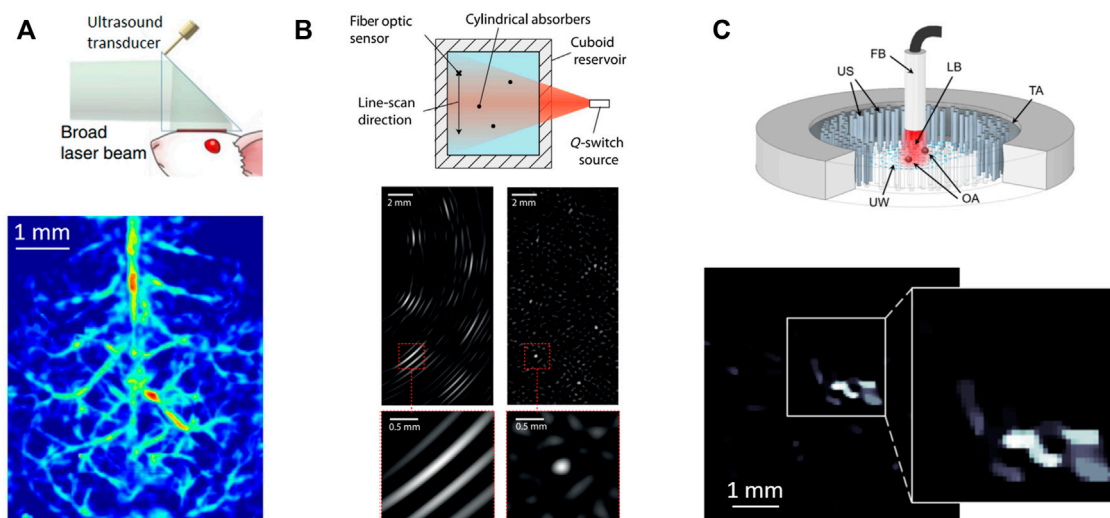 A
Ultrasound
transducer
Broad
laser beam
1 mm
B
Fiber optic
sensor
Cylindrical absorbers
Cuboid
reservoir
Line-scan
direction
Q-switch
source
2 mm
2 mm
0.5 mm
0.5 mm
C
FB
LB
US
TA
UW
OA
1 mm